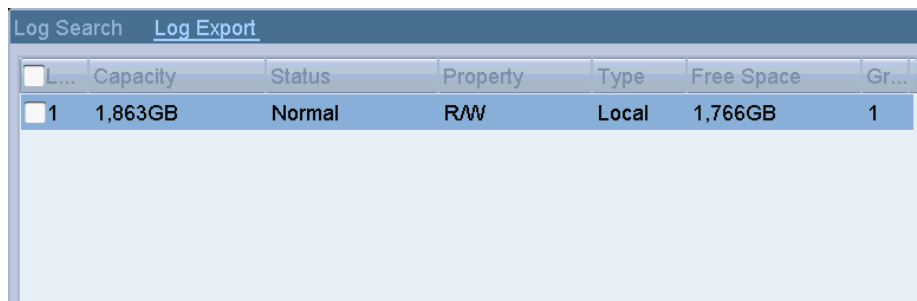 Log Search Log Export
L... Capacity Status Property Type Free Space Gr...
1 1,863GB Normal R/W Local 1,766GB 1